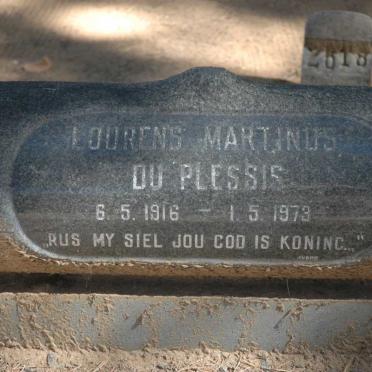 2618
LOURENS MARTINUS
DU PLESSIS
6.5.1916 – 1.5.1973
„RUS MY SIEL JOU GOD IS KONING..."